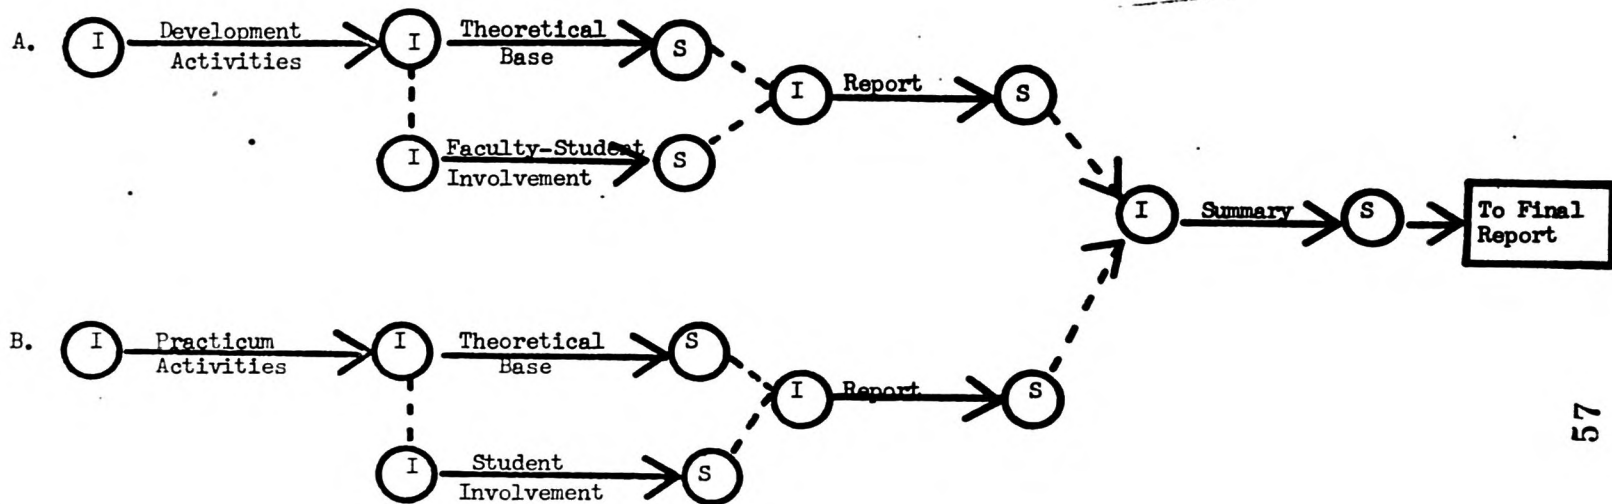 A. I Development I Theoretical S
Activities Base
I Report S
I Faculty-Student S
Involvement
I Summary S To Final
Report
B. I Practicum I Theoretical S
Activities Base
I Report S
I Student S
Involvement
57